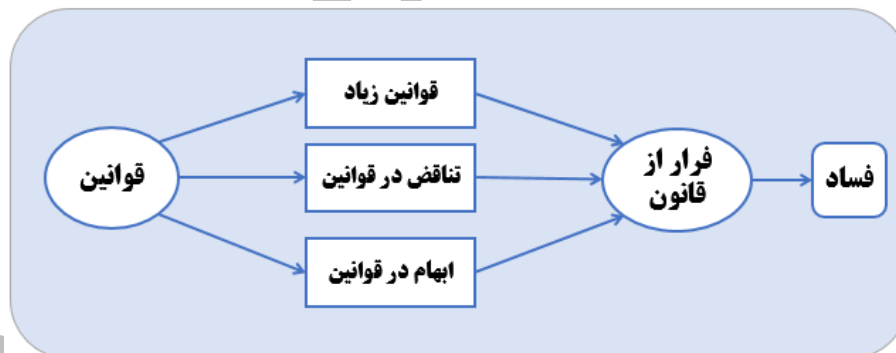 قوانین
قوانین زیاد
تناقض در قوانین
ابهام در قوانین
فرار از
قانون
فساد